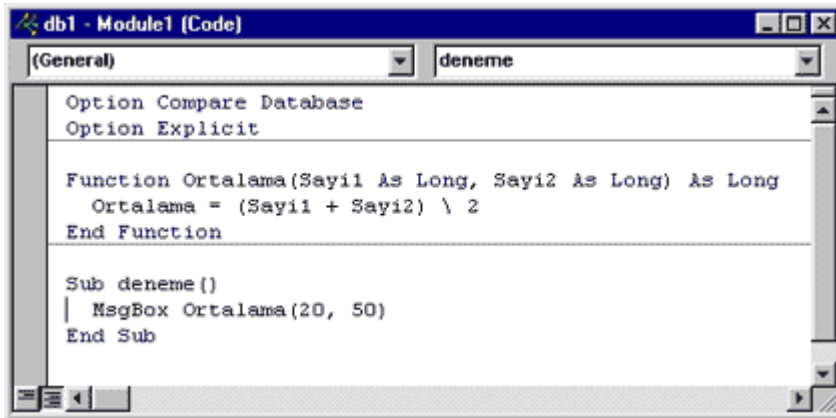 db1 - Module1 (Code)
(General) deneme
Option Compare Database
Option Explicit
Function Ortalama(Sayi1 As Long, Sayi2 As Long) As Long
Ortalama = (Sayi1 + Sayi2) \ 2
End Function
Sub deneme()
MsgBox Ortalama(20, 50)
End Sub